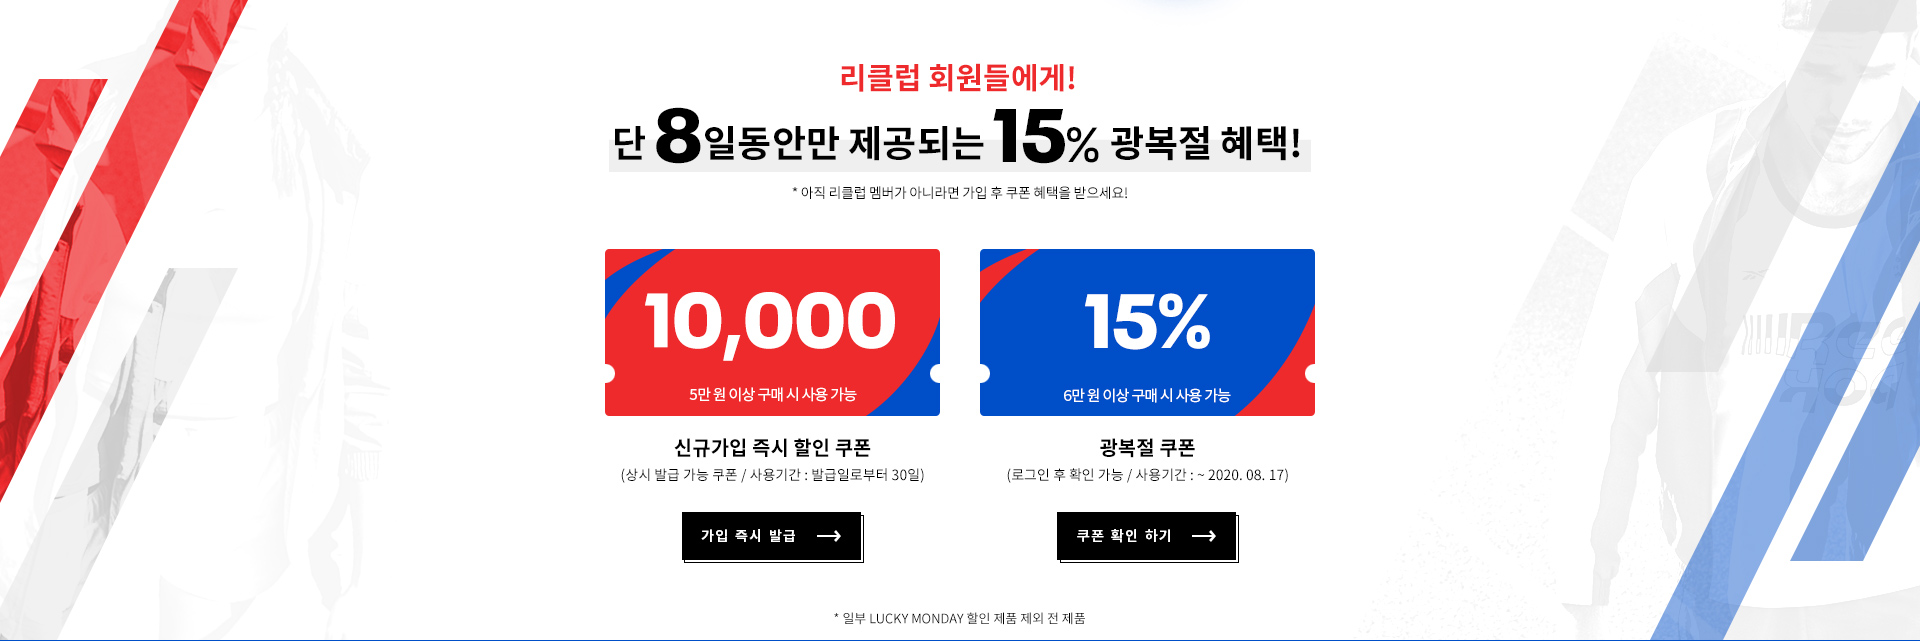 리클럽 회원들에게!
단 8일동안만 제공되는 15% 광복절 혜택!
* 아직 리클럽 멤버가 아니라면 가입 후 쿠폰 혜택을 받으세요!
10,000
5만 원 이상 구매 시 사용 가능
신규가입 즉시 할인 쿠폰
(상시 발급 가능 쿠폰 / 사용기간 : 발급일로부터 30일)
가입 즉시 발급
15%
6만 원 이상 구매 시 사용 가능
광복절 쿠폰
(로그인 후 확인 가능 / 사용기간 : ~ 2020. 08. 17)
쿠폰 확인 하기
* 일부 LUCKY MONDAY 할인 제품 제외 전 제품